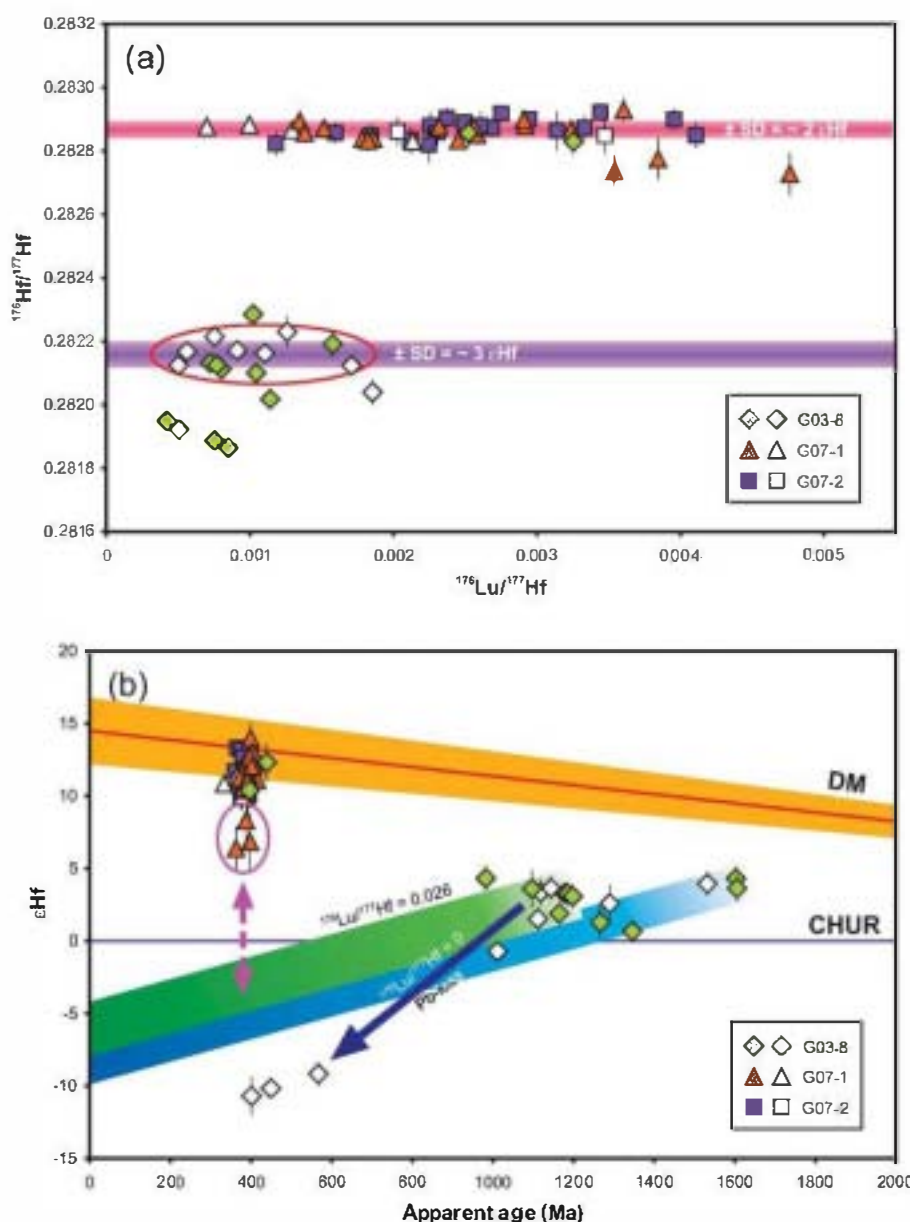 (a)
0.2832
0.2830
0.2828
0.2826
0.2824
0.2822
0.2820
0.2818
0.2816
¹⁷⁶Hf/¹⁷⁷Hf
± SD = ~ 2 εHf
± SD = ~ 3 εHf
G03-8
G07-1
G07-2
0 0.001 0.002 0.003 0.004 0.005
¹⁷⁶Lu/¹⁷⁷Hf
(b)
20
15
10
5
0
-5
-10
-15
εHf
DM
CHUR
¹⁷⁶Lu/¹⁷⁷Hf = 0.026
¹⁷⁶Lu/¹⁷⁷Hf = 0
G03-8
G07-1
G07-2
0 200 400 600 800 1000 1200 1400 1600 1800 2000
Apparent age (Ma)